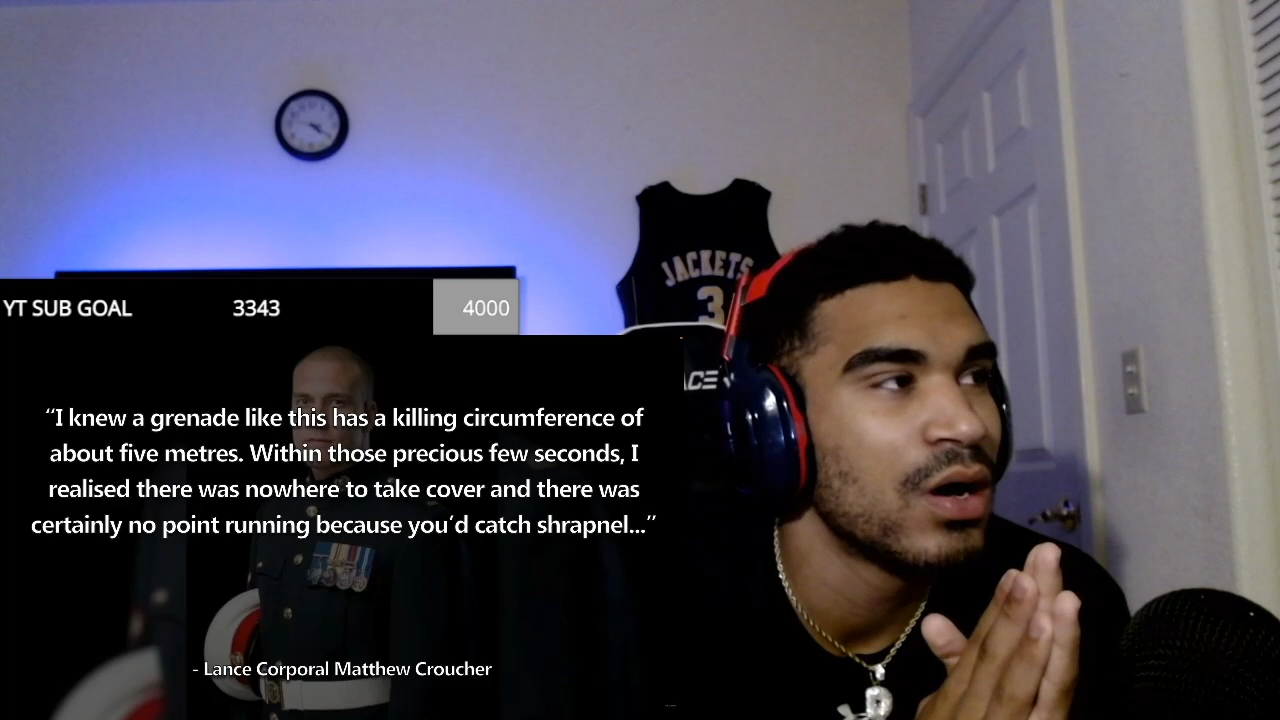 JACKETS
3
YT SUB GOAL 3343 4000
“I knew a grenade like this has a killing circumference of
about five metres. Within those precious few seconds, I
realised there was nowhere to take cover and there was
certainly no point running because you’d catch shrapnel...”
- Lance Corporal Matthew Croucher